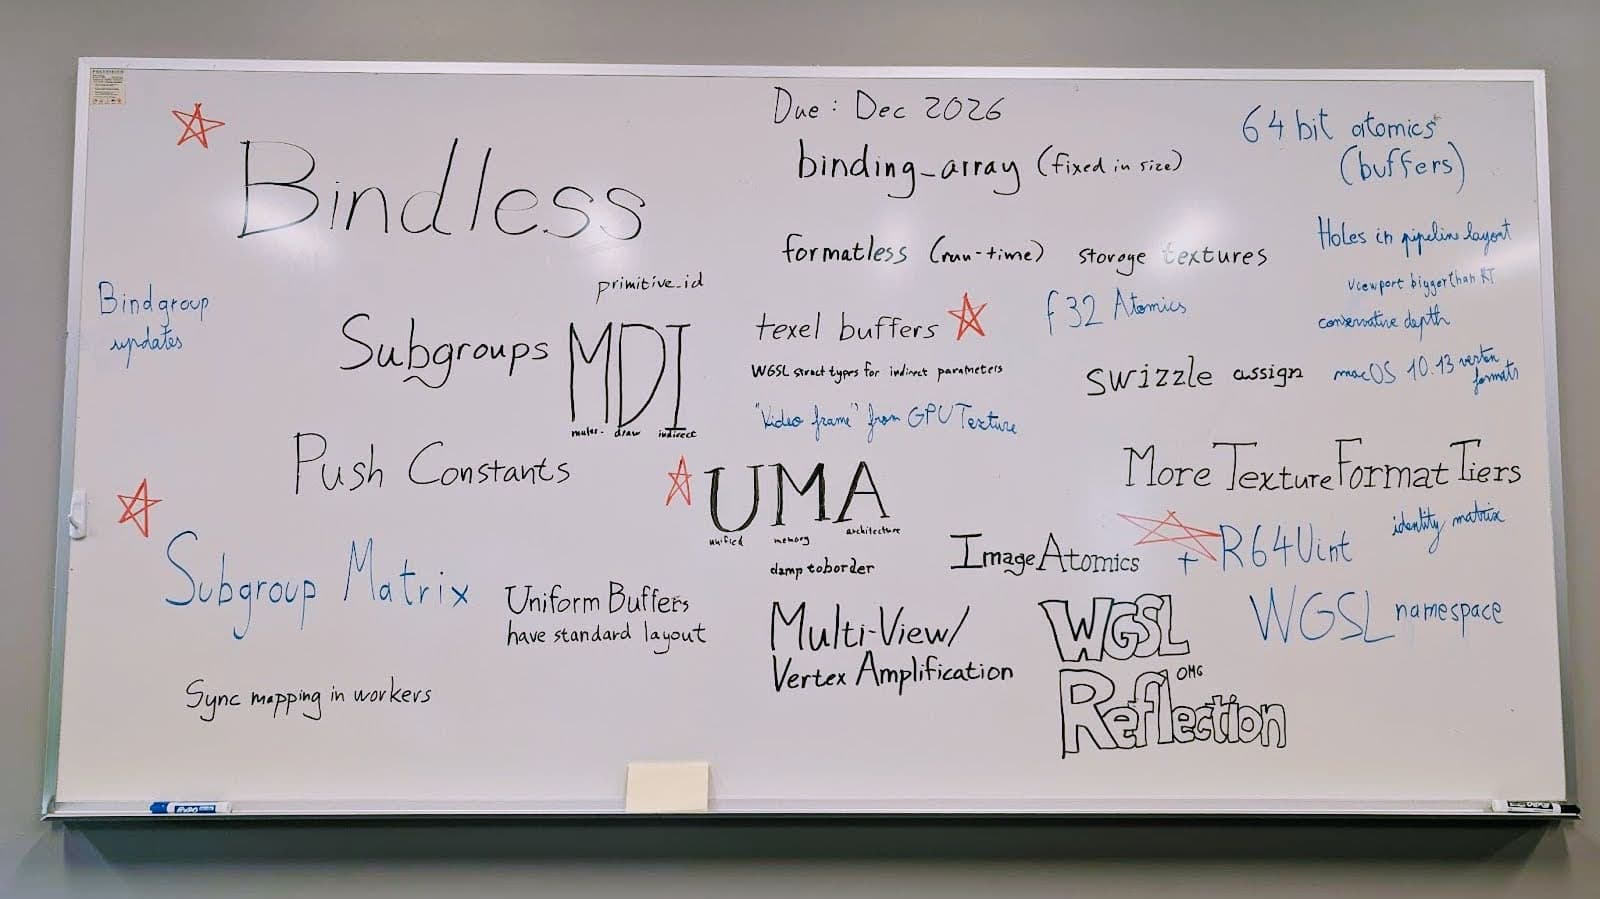 Due: Dec 2026
Bindless
binding_array (fixed in size)
64 bit atomics
(buffers)
formatless (run-time) storage textures
Holes in pipeline layout
viewport bigger than RT
conservative depth
primitive_id
Bindgroup
updates
Subgroups
MDI
multi- draw indirect
texel buffers
f32 Atomics
WGSL struct types for indirect parameters
swizzle assign
macOS 10.13 vertex
formats
"Video frame" from GPUTexture
Push Constants
UMA
unified memory architecture
More Texture Format Tiers
identity matrix
Image Atomics + R64Uint
clamp to border
Subgroup Matrix
Uniform Buffers
have standard layout
Multi-View/
Vertex Amplification
WGSL
OMG
Reflection
WGSL namespace
Sync mapping in workers
EXPO
EXPO